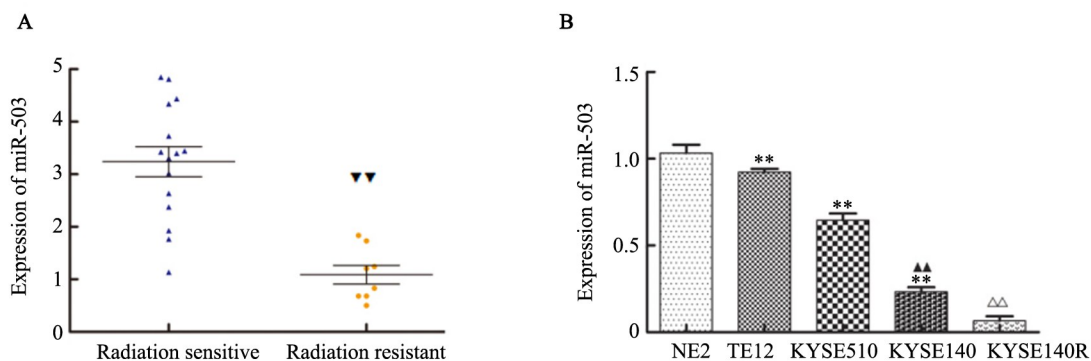 A
Expression of miR-503
5
4
3
2
1
0
▼▼
Radiation sensitive Radiation resistant
B
Expression of miR-503
1.5
1.0
0.5
0
**
**
▲▲
**
△△
NE2 TE12 KYSE510 KYSE140 KYSE140R